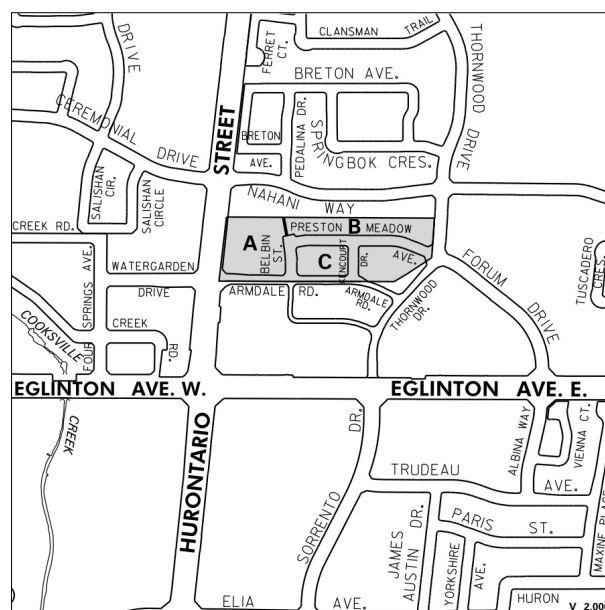 CLANSMAN TRAIL
DRIVE
FERRET CT.
THORNWOOD DRIVE
BRETON AVE.
CEREMONIAL DRIVE
STREET
BRETON AVE.
PEDALINA DR.
SPRINGBOK CRES.
SALISHAN CIR.
SALISHAN CIRCLE
NAHANI WAY
CREEK RD.
A
BELBIN ST.
PRESTON MEADOW AVE.
B
C
KENCOURT DR.
FORUM DRIVE
TUSCADERO CRES.
WATERGARDEN DRIVE
FOUR SPRINGS AVE.
ARMDALE RD.
ARMDALE RD.
THORNWOOD DR.
COOKSVILLE CREEK
CREEK RD.
EGLINTON AVE. W.
EGLINTON AVE. E.
HURONTARIO
SORRENTO DR.
ALBINA WAY
VIENNA CT.
TRUDEAU AVE.
PARIS ST.
JAMES AUSTIN DR.
YORKSHIRE AVE.
MAXINE PLACE
ELIA AVE.
HURON